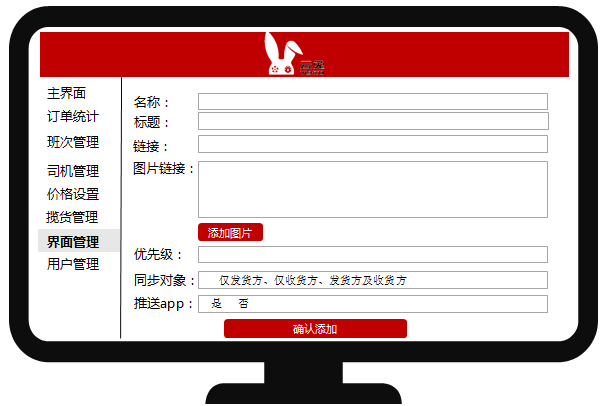 主界面
订单统计
班次管理
司机管理
价格设置
揽货管理
界面管理
用户管理
名称：
标题：
链接：
图片链接：
添加图片
优先级：
同步对象： 仅发货方、仅收货方、发货方及收货方
推送app： 是 否
确认添加